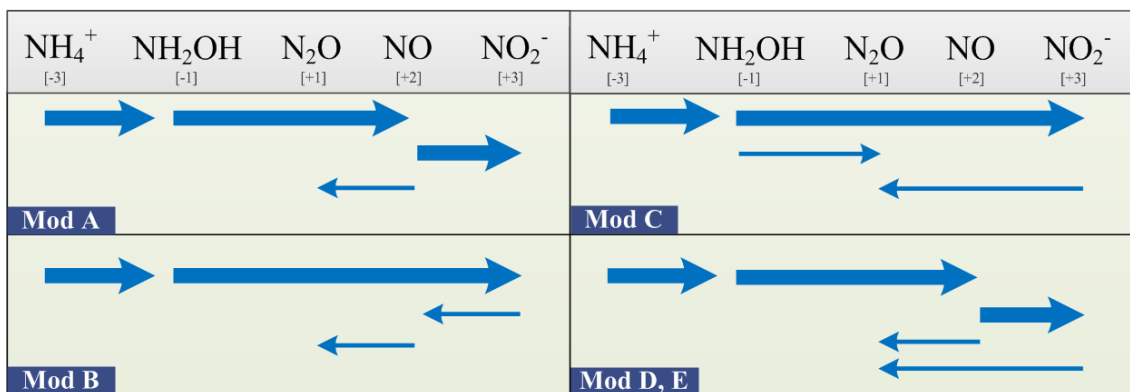 NH₄⁺ NH₂OH N₂O NO NO₂⁻ NH₄⁺ NH₂OH N₂O NO NO₂⁻
[-3] [-1] [+1] [+2] [+3] [-3] [-1] [+1] [+2] [+3]
Mod A Mod C
Mod B Mod D, E